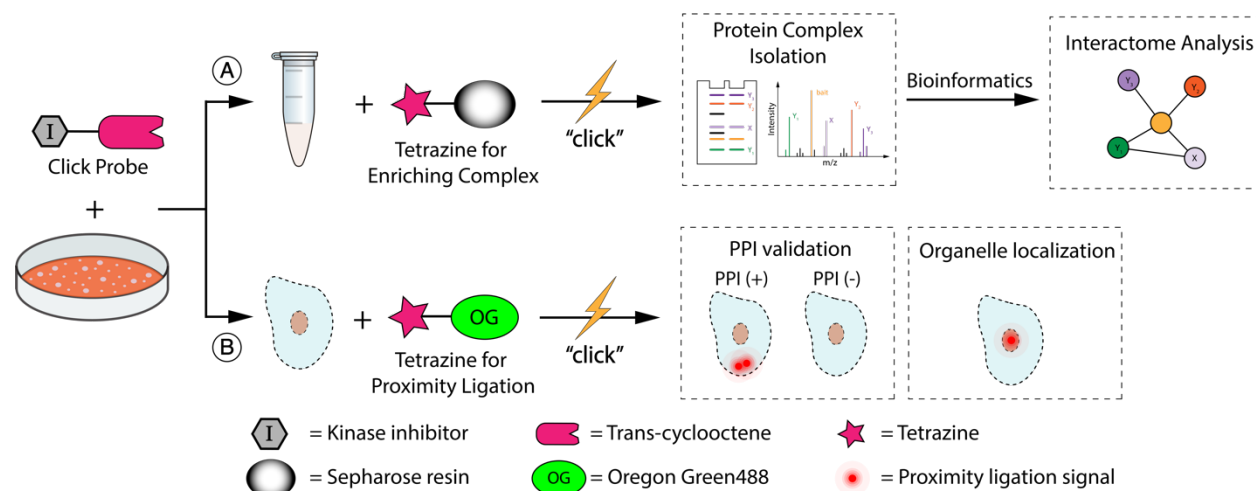 Protein Complex
Isolation
Interactome Analysis
A
I
Click Probe
+
+
Tetrazine for
Enriching Complex
“click”
Intensity
bait
X
m/z
Bioinformatics
X
B
+
OG
Tetrazine for
Proximity Ligation
“click”
PPI validation
PPI (+) PPI (-)
Organelle localization
I = Kinase inhibitor
= Trans-cyclooctene
= Tetrazine
= Sepharose resin
OG = Oregon Green488
= Proximity ligation signal